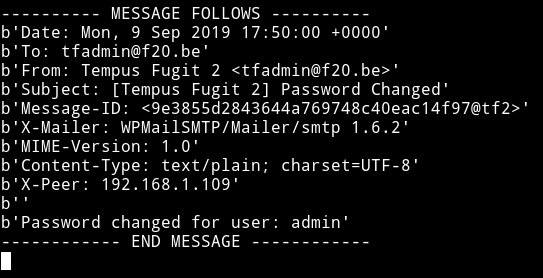 ---------- MESSAGE FOLLOWS ----------
b'Date: Mon, 9 Sep 2019 17:50:00 +0000'
b'To: tfadmin@f20.be'
b'From: Tempus Fugit 2 <tfadmin@f20.be>'
b'Subject: [Tempus Fugit 2] Password Changed'
b'Message-ID: <9e3855d2843644a769748c40eac14f97@tf2>'
b'X-Mailer: WPMailSMTP/Mailer/smtp 1.6.2'
b'MIME-Version: 1.0'
b'Content-Type: text/plain; charset=UTF-8'
b'X-Peer: 192.168.1.109'
b''
b'Password changed for user: admin'
------------ END MESSAGE ------------